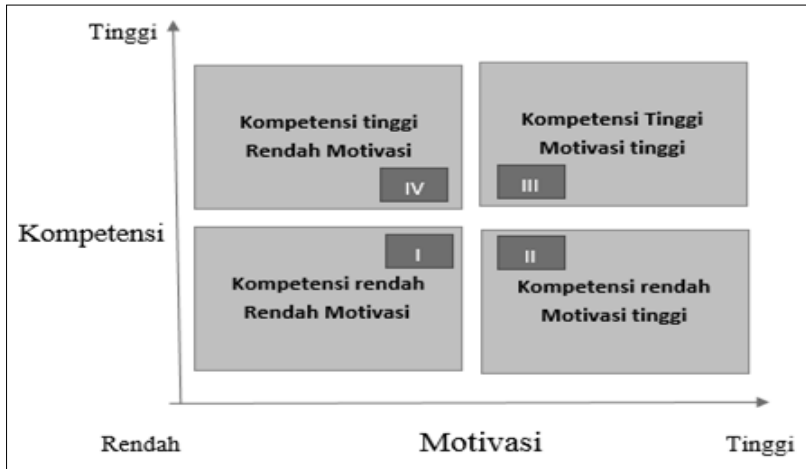 Tinggi
Kompetensi tinggi
Rendah Motivasi
IV
Kompetensi Tinggi
Motivasi tinggi
III
Kompetensi
I
Kompetensi rendah
Rendah Motivasi
II
Kompetensi rendah
Motivasi tinggi
Rendah
Motivasi
Tinggi